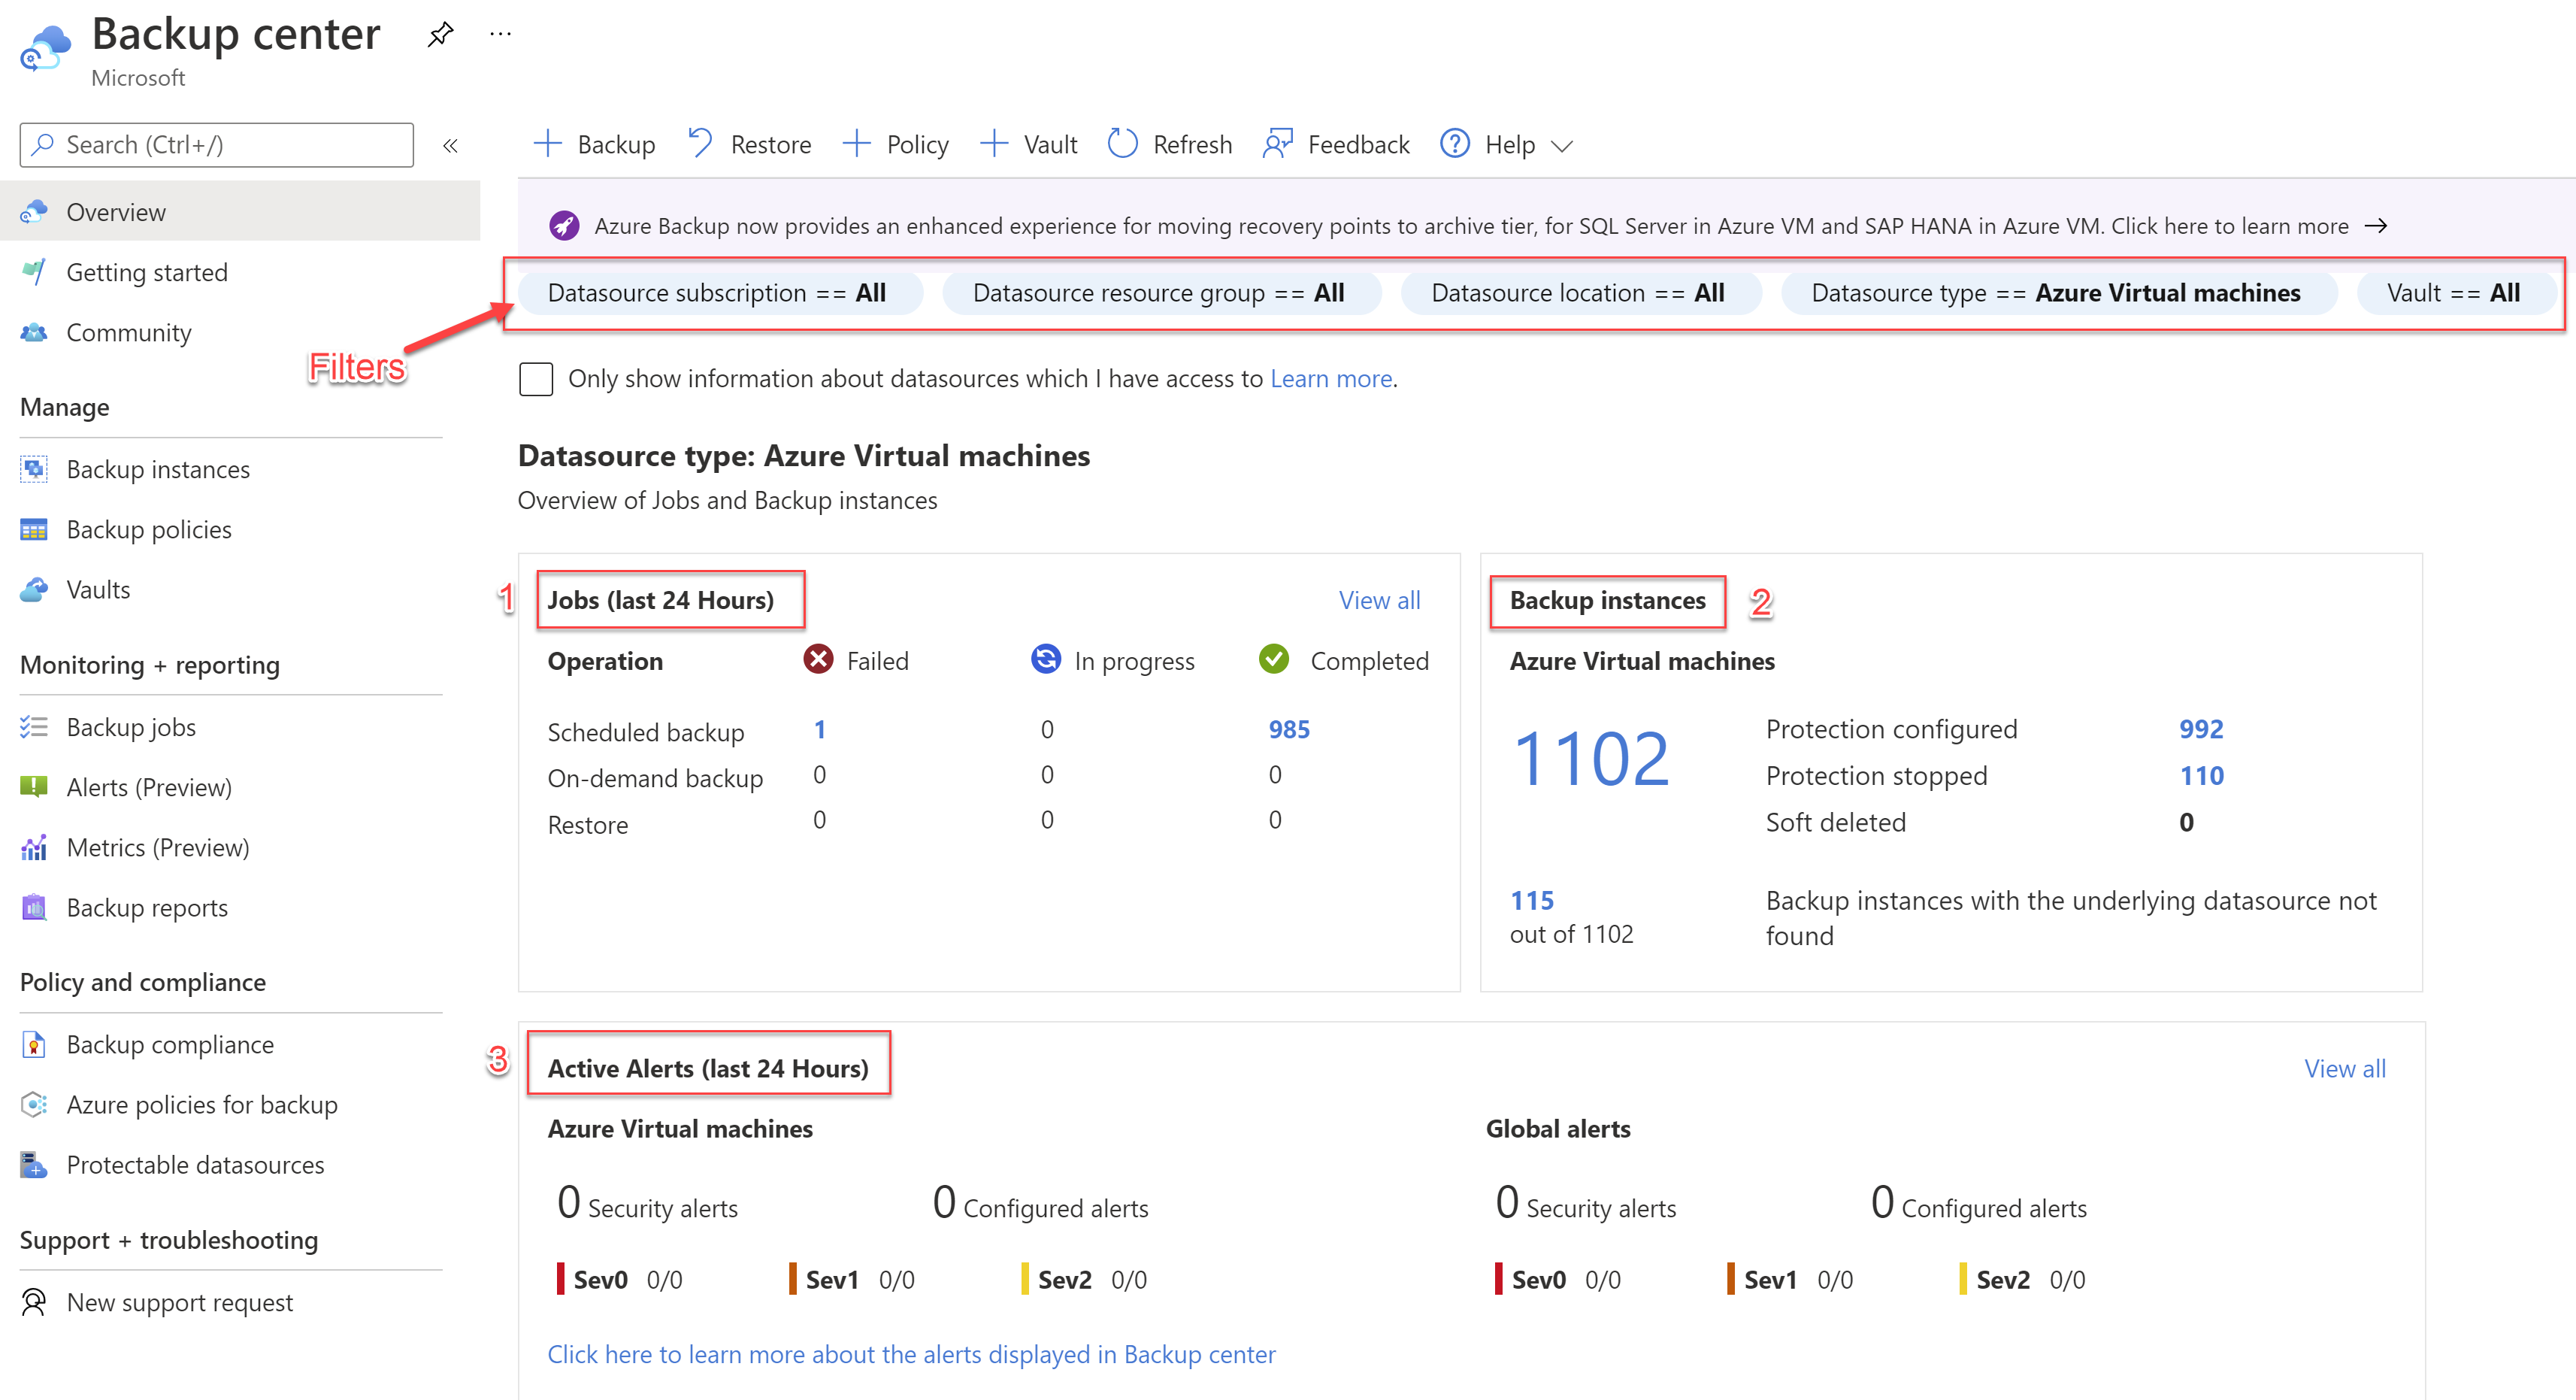 Backup center
Microsoft
Search (Ctrl+/)
«
Overview
Getting started
Community
Manage
Backup instances
Backup policies
Vaults
Monitoring + reporting
Backup jobs
Alerts (Preview)
Metrics (Preview)
Backup reports
Policy and compliance
Backup compliance
Azure policies for backup
Protectable datasources
Support + troubleshooting
New support request
Backup Restore Policy Vault Refresh Feedback Help
Azure Backup now provides an enhanced experience for moving recovery points to archive tier, for SQL Server in Azure VM and SAP HANA in Azure VM. Click here to learn more →
Datasource subscription == All Datasource resource group == All Datasource location == All Datasource type == Azure Virtual machines Vault == All
Filters
Only show information about datasources which I have access to Learn more.
Datasource type: Azure Virtual machines
Overview of Jobs and Backup instances
1 Jobs (last 24 Hours) View all
Operation Failed In progress Completed
Scheduled backup 1 0 985
On-demand backup 0 0 0
Restore 0 0 0
Backup instances 2
Azure Virtual machines
1102
Protection configured 992
Protection stopped 110
Soft deleted 0
115
out of 1102
Backup instances with the underlying datasource not
found
3 Active Alerts (last 24 Hours) View all
Azure Virtual machines
0 Security alerts 0 Configured alerts
Sev0 0/0 Sev1 0/0 Sev2 0/0
Global alerts
0 Security alerts 0 Configured alerts
Sev0 0/0 Sev1 0/0 Sev2 0/0
Click here to learn more about the alerts displayed in Backup center